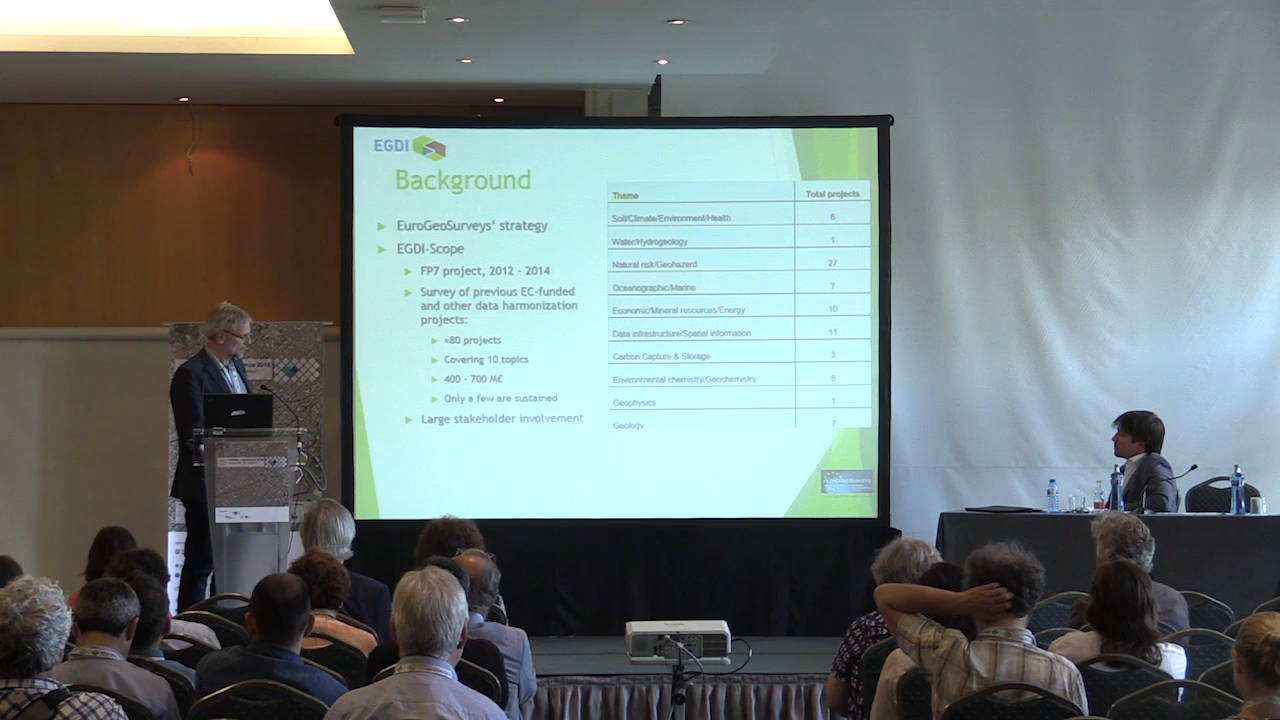 EGDI
Background
EuroGeoSurveys' strategy
EGDI-Scope
FP7 project, 2012 - 2014
Survey of previous EC-funded
and other data harmonization
projects:
≈80 projects
Covering 10 topics
400 - 700 M€
Only a few are sustained
Large stakeholder involvement
Theme Total projects
Soil/Climate/Environment/Health 6
Water/Hydrogeology 1
Natural risk/Geohazard 27
Oceanographic/Marine 7
Economic/Mineral resources/Energy 10
Data infrastructure/Spatial information 11
Carbon Capture & Storage 3
Environmental chemistry/Geochemistry 8
Geophysics 1
Geology 7